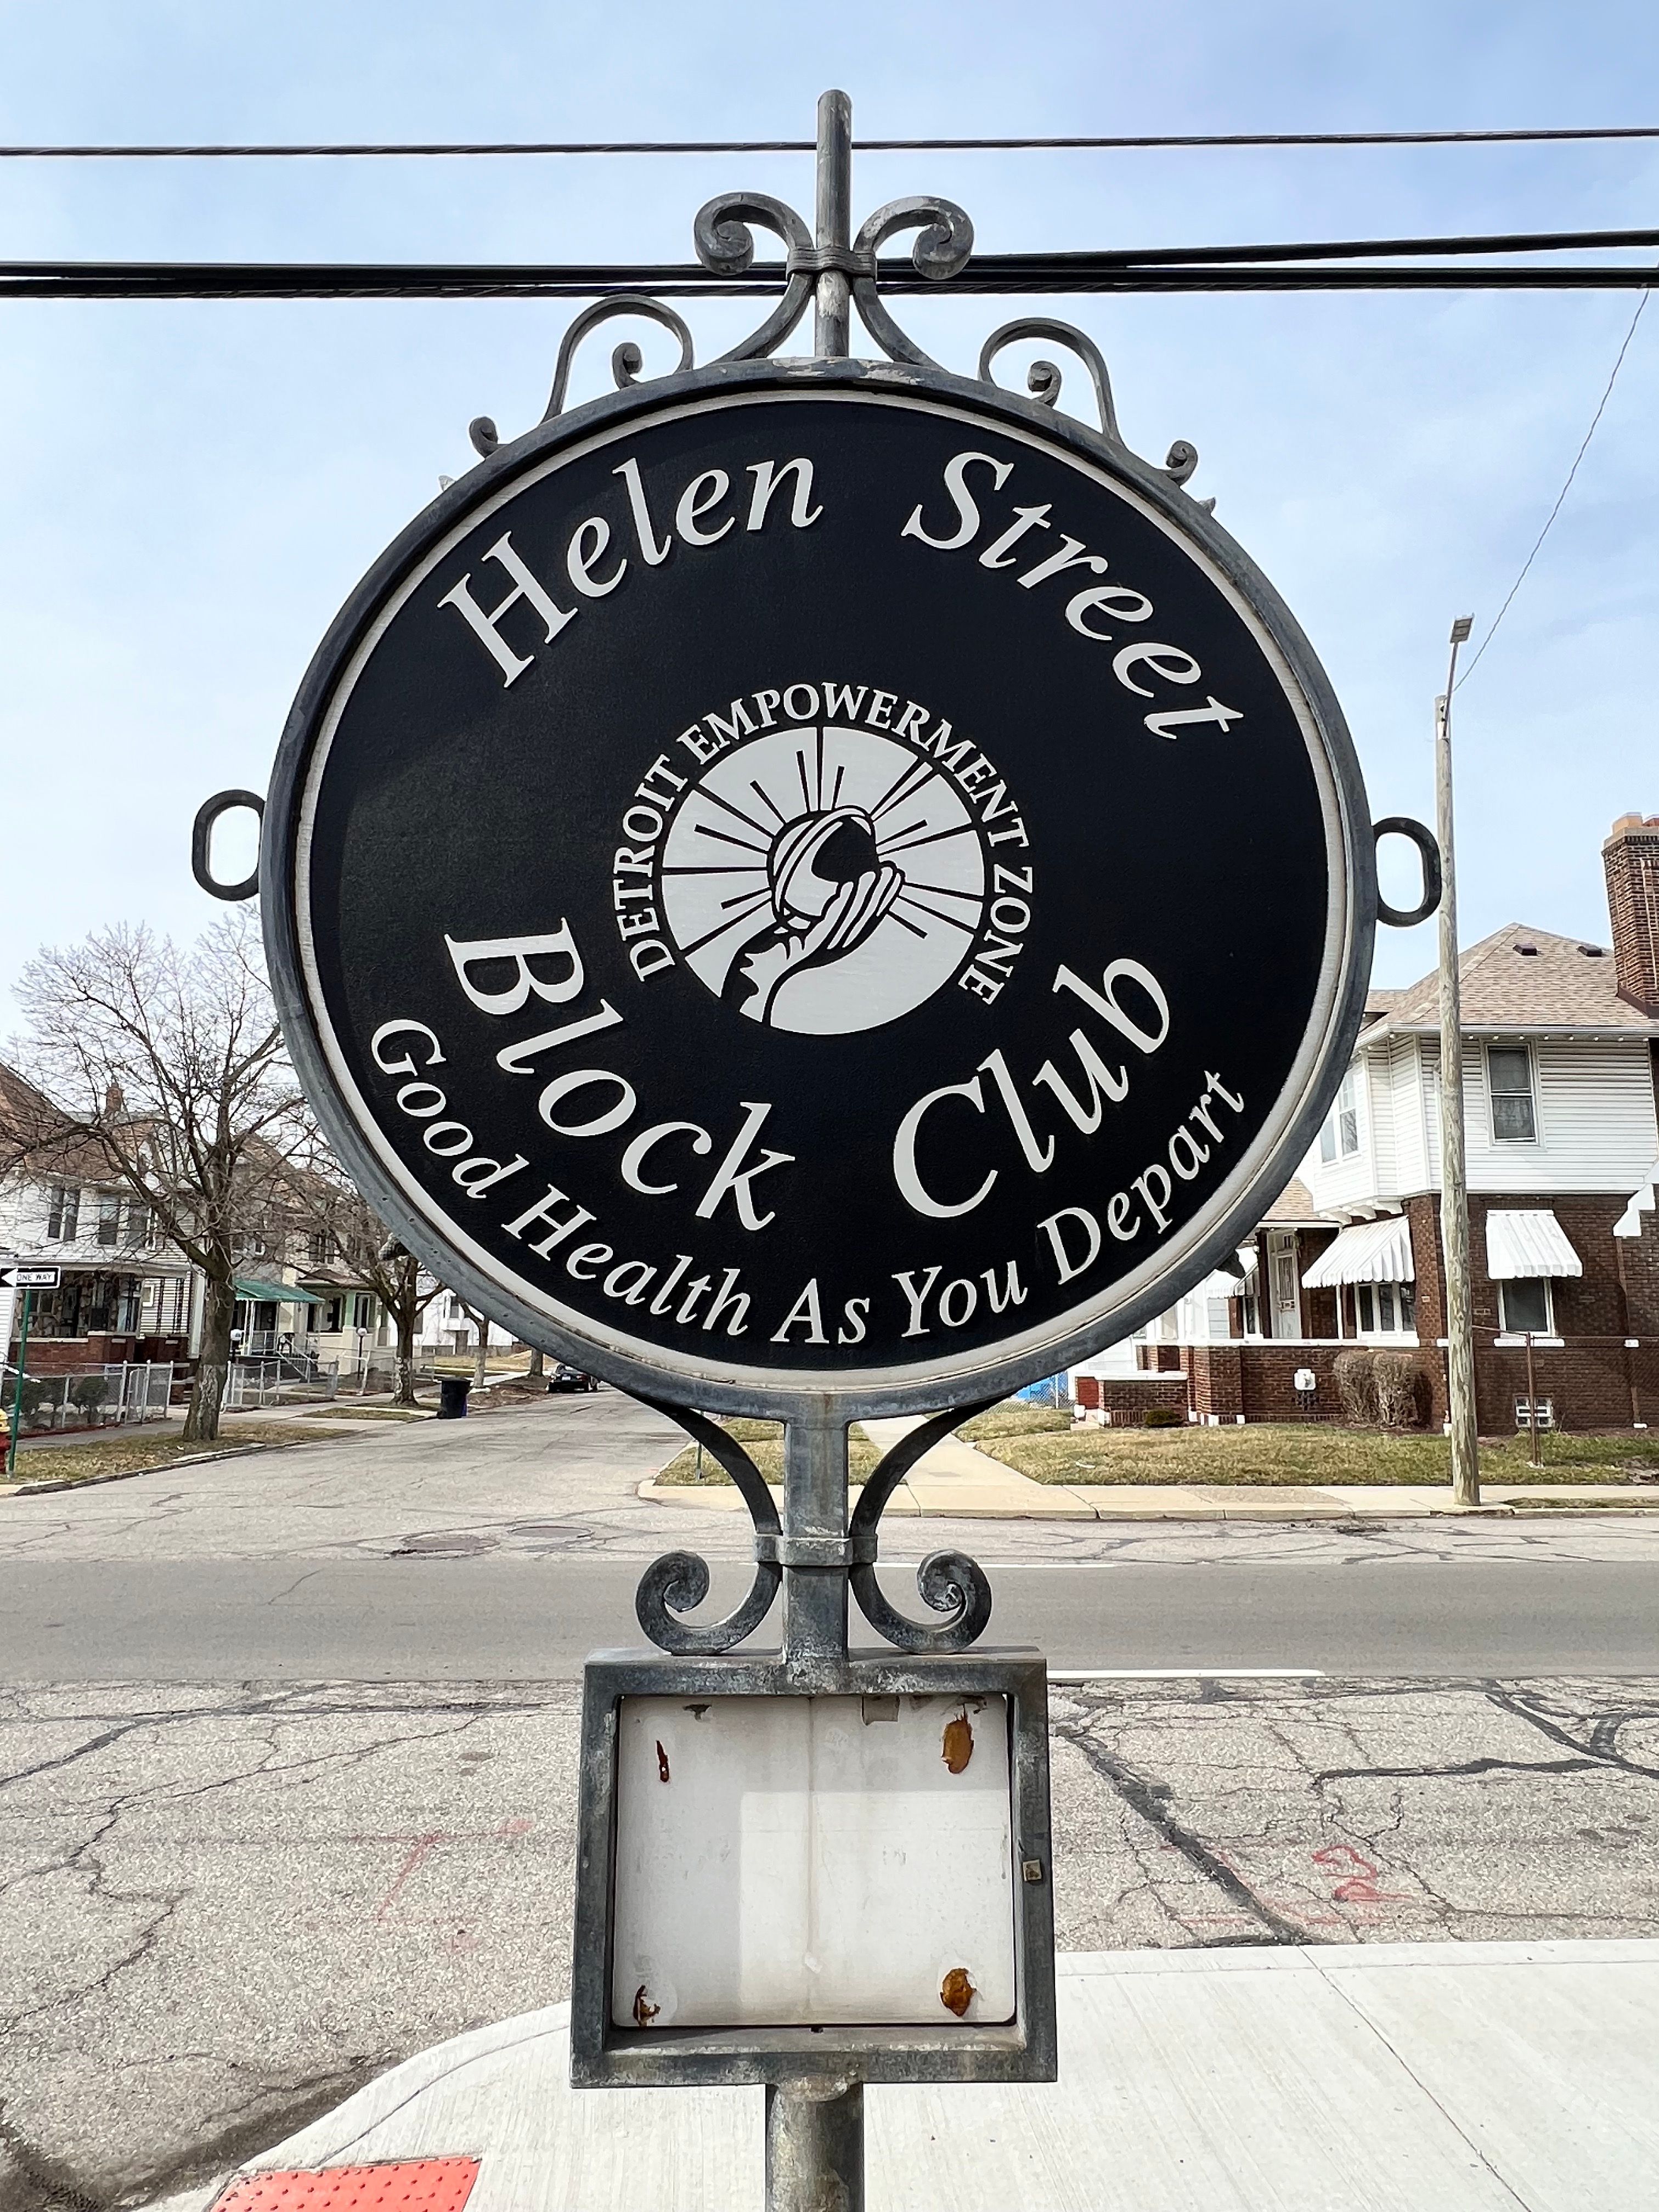 Helen Street
DETROIT EMPOWERMENT ZONE
Block Club
Good Health As You Depart
ONE WAY